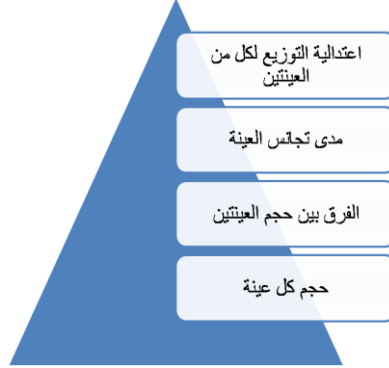 اعتدالية التوزيع لكل من
العينتين
مدى تجانس العينة
الفرق بين حجم العينتين
حجم كل عينة